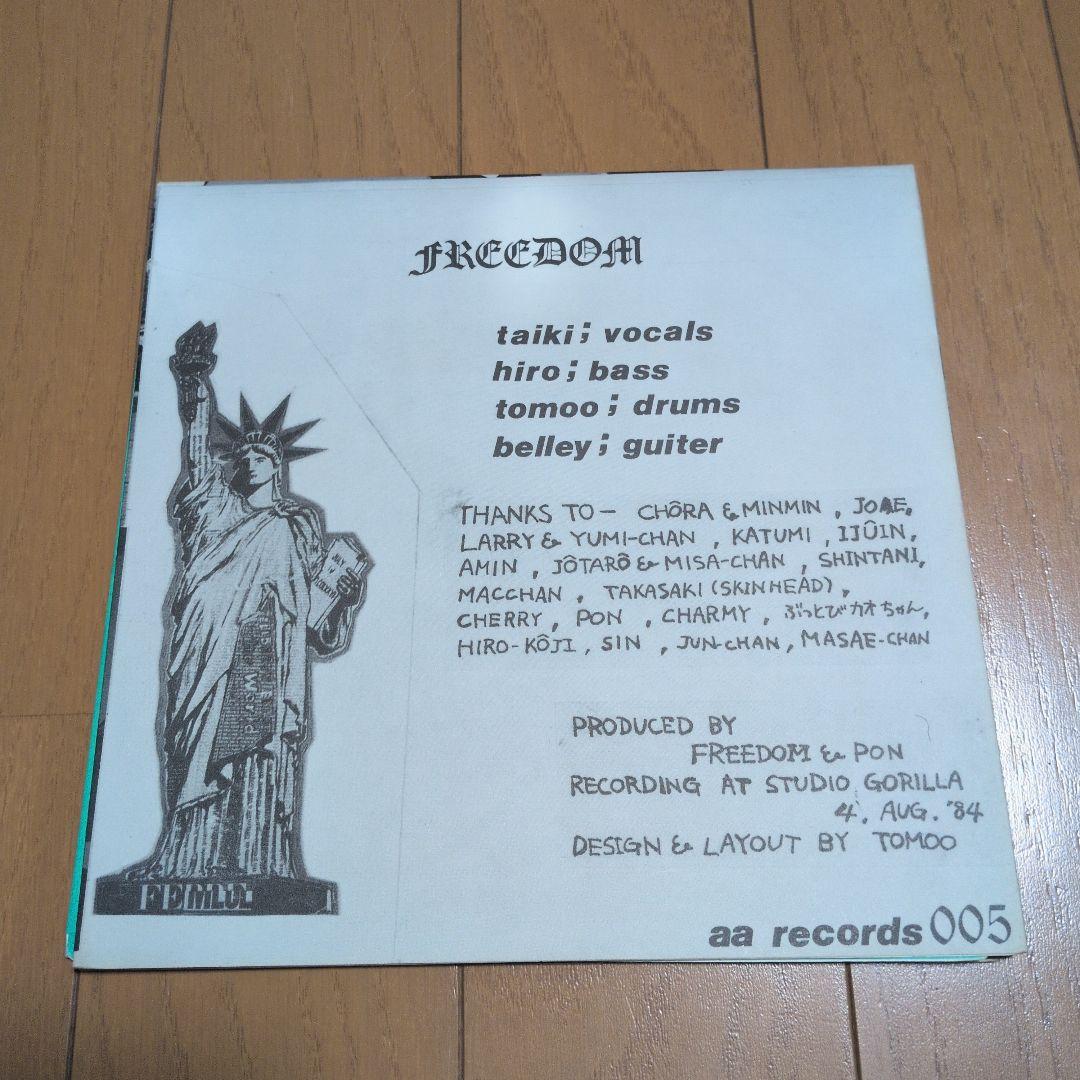 FREEDOM
taiki; vocals
hiro; bass
tomoo; drums
belley; guiter
THANKS TO — CHÔRA & MINMIN , JOAE,
LARRY & YUMI-CHAN , KATUMI , IJÛIN,
AMIN , JÔTARÔ & MISA-CHAN , SHINTANI,
MACCHAN , TAKASAKI (SKINHEAD),
CHERRY, PON , CHARMY , ぶっとびカオちゃん,
HIRO-KÔJI , SIN , JUN-CHAN, MASAE-CHAN
PRODUCED BY
FREEDOM & PON
RECORDING AT STUDIO GORILLA
4, AUG. '84
DESIGN & LAYOUT BY TOMOO
aa records 005